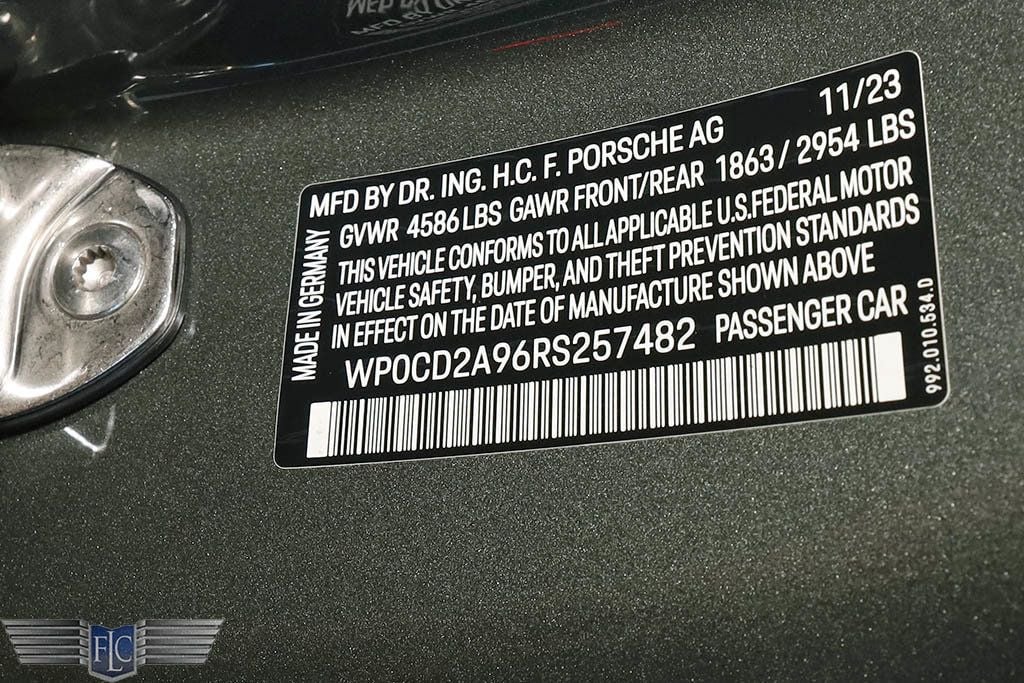 MFD BY DR. ING. H.C. F. PORSCHE AG 11/23
GVWR 4586 LBS GAWR FRONT/REAR 1863 / 2954 LBS
THIS VEHICLE CONFORMS TO ALL APPLICABLE U.S.FEDERAL MOTOR
VEHICLE SAFETY, BUMPER, AND THEFT PREVENTION STANDARDS
IN EFFECT ON THE DATE OF MANUFACTURE SHOWN ABOVE
WP0CD2A96RS257482 PASSENGER CAR
MADE IN GERMANY
992.010.534.0
FLC